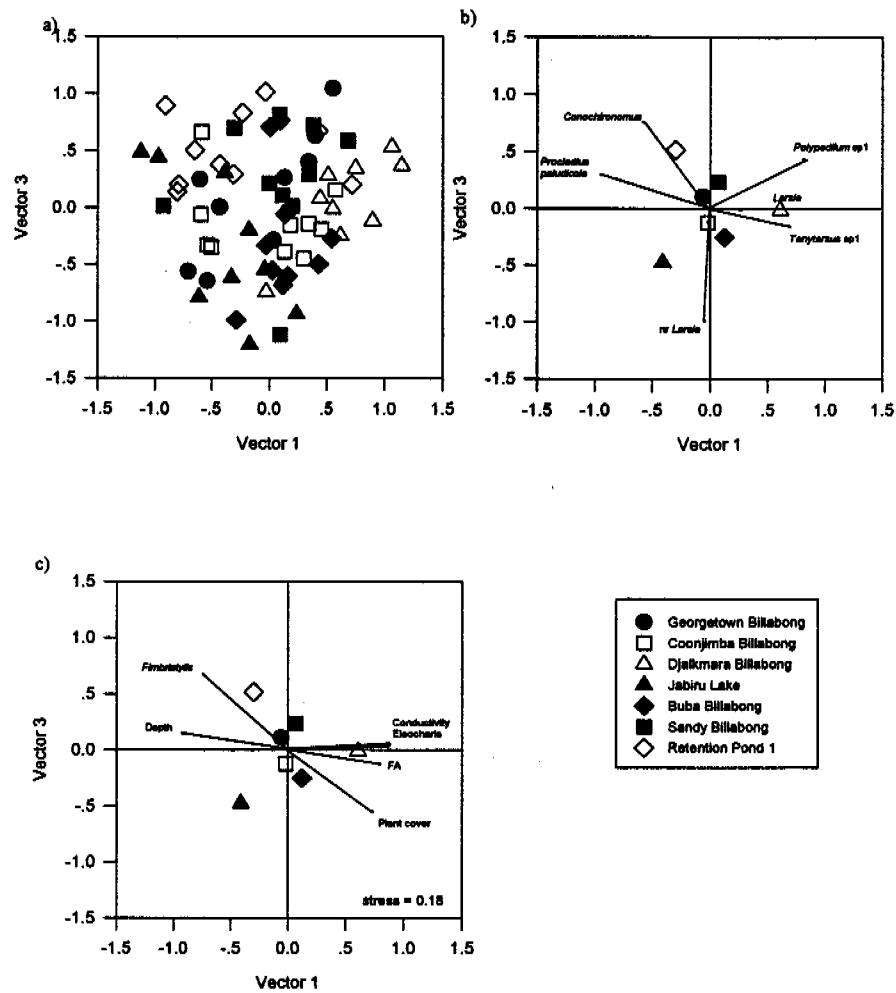 a)
1.5
1.0
.5
0.0
-.5
-1.0
-1.5
Vector 3
-1.5 -1.0 -.5 0.0 .5 1.0 1.5
Vector 1
b)
1.5
1.0
.5
0.0
-.5
-1.0
-1.5
Vector 3
Conochironomus
Polypedilum sp1
Procladius
paludicola
Larsia
Tanytarsus sp1
nr Larsia
-1.5 -1.0 -.5 0.0 .5 1.0 1.5
Vector 1
c)
1.5
1.0
.5
0.0
-.5
-1.0
-1.5
Vector 3
Fimbristylis
Depth
Conductivity
Eleocharis
FA
Plant cover
stress = 0.18
-1.5 -1.0 -.5 0.0 .5 1.0 1.5
Vector 1
Georgetown Billabong
Coonjimba Billabong
Djalkmara Billabong
Jabiru Lake
Buba Billabong
Sandy Billabong
Retention Pond 1